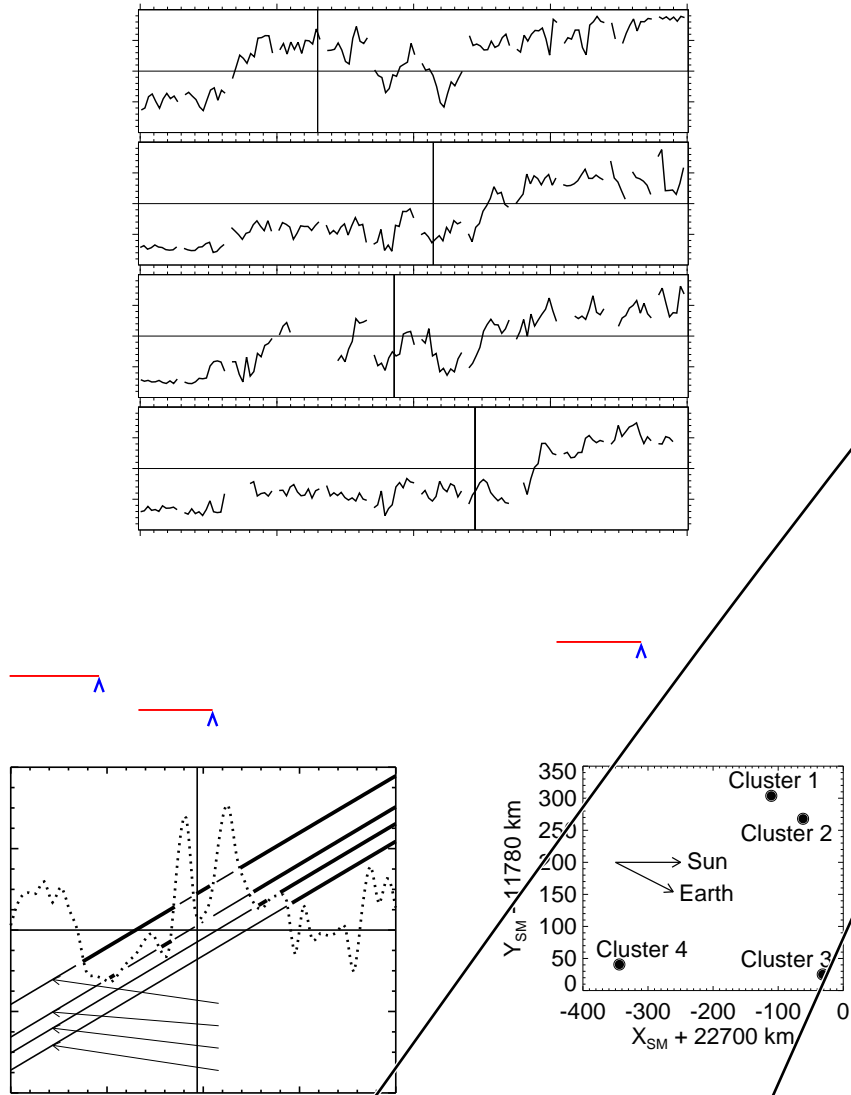 350
300
250
200
150
100
50
0
Y_SM - 11780 km
Cluster 1
Cluster 2
Sun
Earth
Cluster 4
Cluster 3
-400 -300 -200 -100 0
X_SM + 22700 km